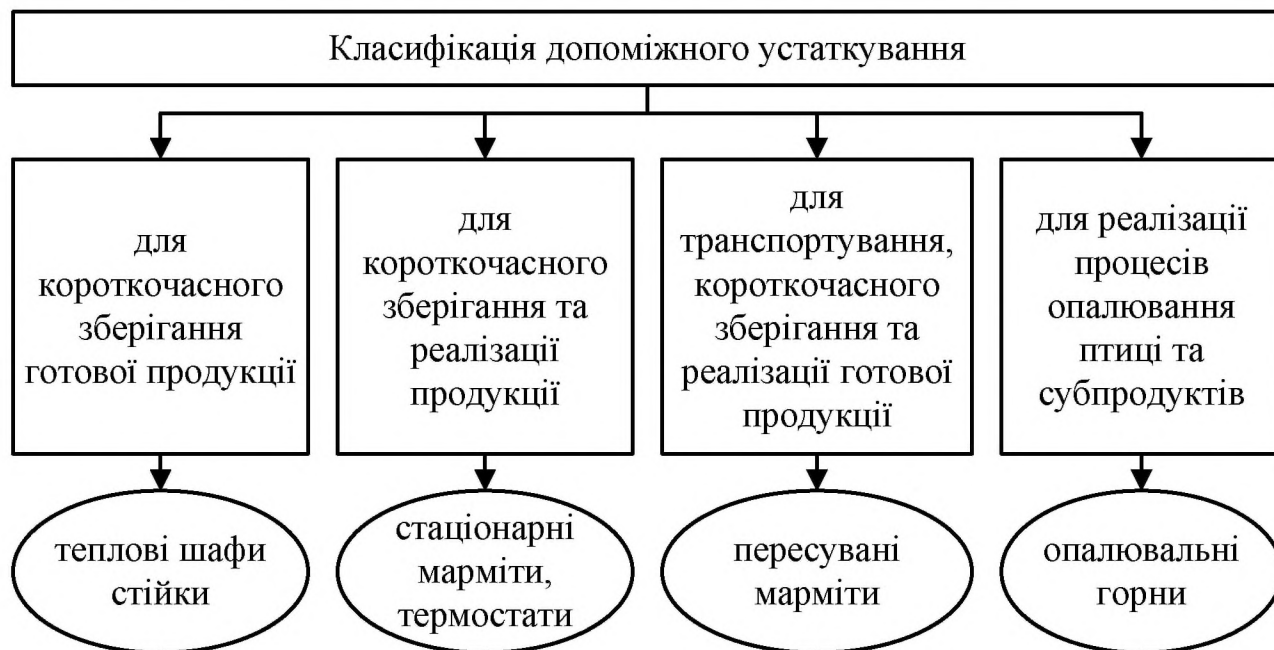 Класифікація допоміжного устаткування
для
короткочасного
зберігання
готової продукції
для
короткочасного
зберігання та
реалізації
продукції
для
транспортування,
короткочасного
зберігання та
реалізації готової
продукції
для реалізації
процесів
опалювання
птиці та
субпродуктів
теплові шафи
стійки
стаціонарні
марміти,
термостати
пересувані
марміти
опалювальні
горни